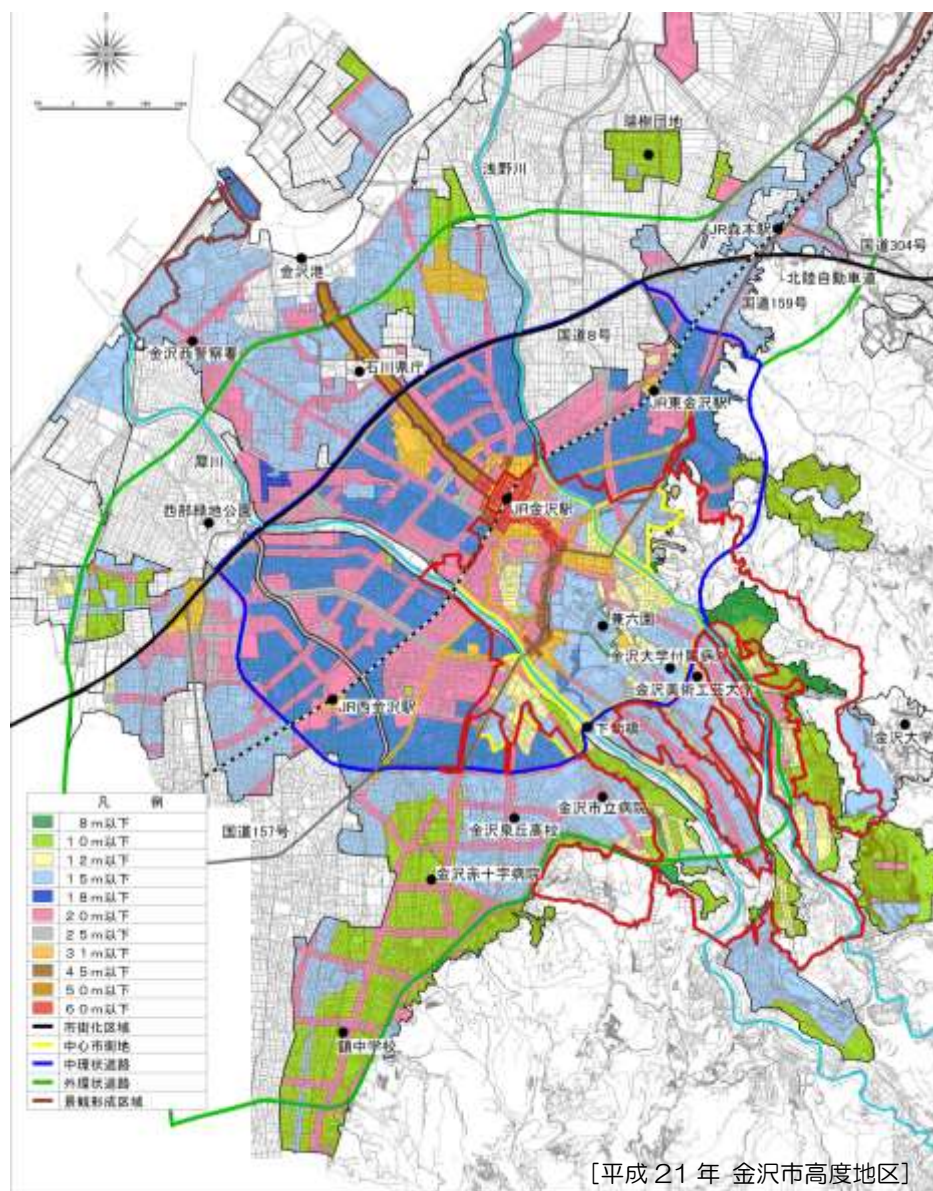 瑞樹団地
浅野川
JR森本駅
国道304号
金沢港
北陸自動車道
国道159号
国道8号
金沢西警察署
石川県庁
JR東金沢駅
犀川
西部緑地公園
JR金沢駅
兼六園
金沢大学付属病院
金沢美術工芸大学
JR西金沢駅
下菊橋
金沢大学
金沢市立病院
国道157号
金沢泉丘高校
金沢赤十字病院
額中学校
凡 例
8m以下
10m以下
12m以下
15m以下
18m以下
20m以下
25m以下
31m以下
45m以下
50m以下
60m以下
市街化区域
中心市街地
中環状道路
外環状道路
景観形成区域
[平成 21 年 金沢市高度地区]